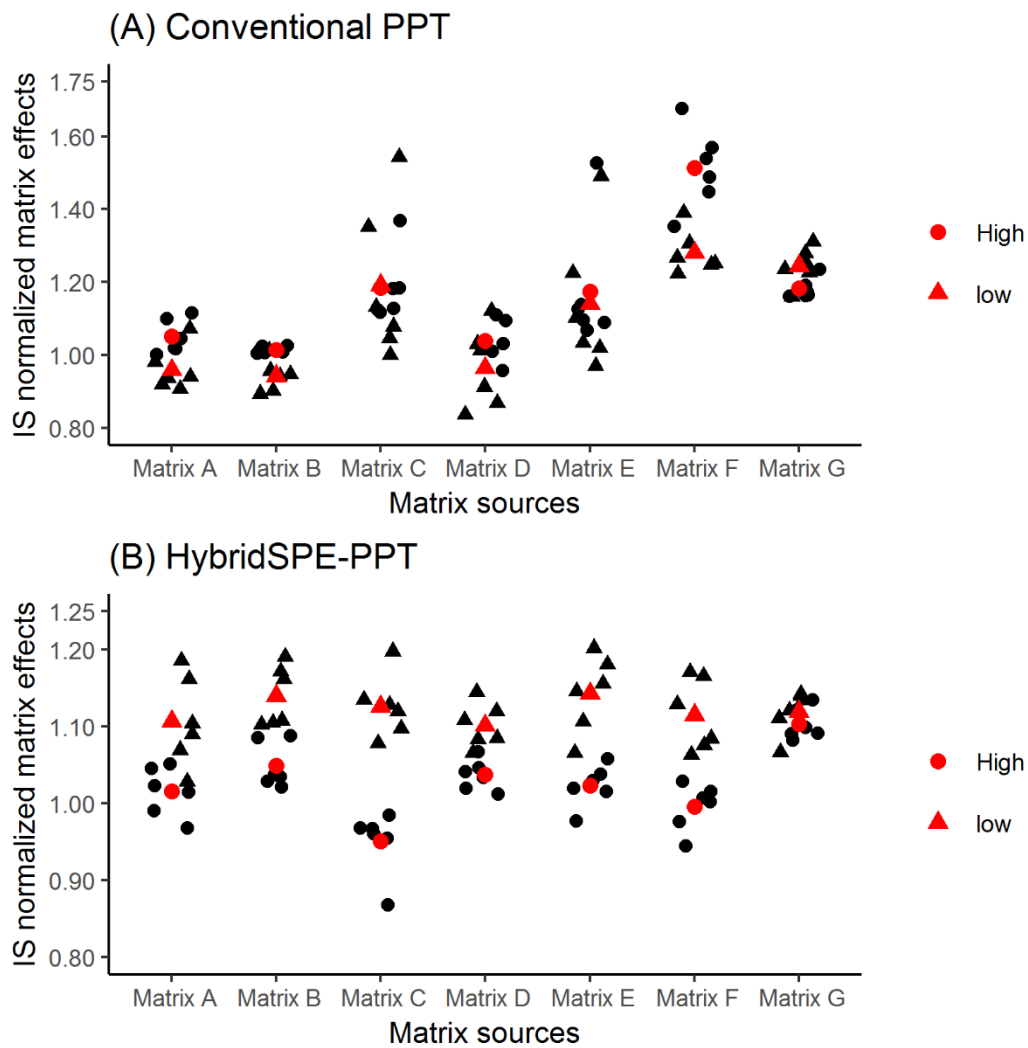 (A) Conventional PPT
IS normalized matrix effects
1.75
1.60
1.40
1.20
1.00
0.80
Matrix A Matrix B Matrix C Matrix D Matrix E Matrix F Matrix G
Matrix sources
High
low
(B) HybridSPE-PPT
IS normalized matrix effects
1.25
1.20
1.10
1.00
0.90
0.80
Matrix A Matrix B Matrix C Matrix D Matrix E Matrix F Matrix G
Matrix sources
High
low